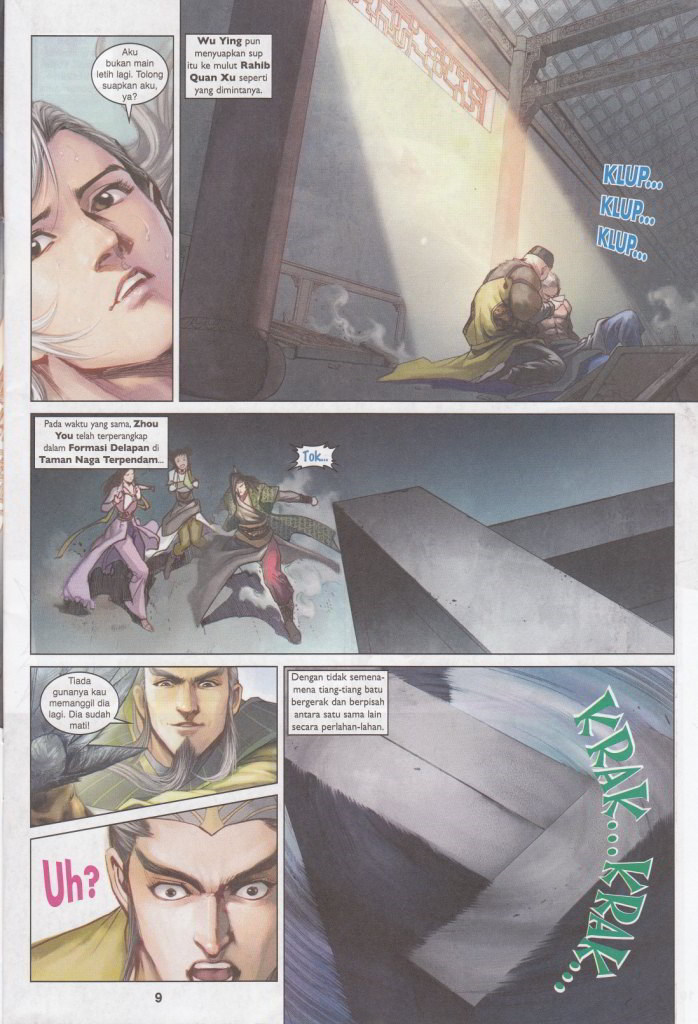 Aku
bukan main
letih lagi. Tolong
suapkan aku,
ya?
Wu Ying pun
menyuapkan sup
itu ke mulut Rahib
Quan Xu seperti
yang dimintanya.
KLUP...
KLUP...
KLUP...
Pada waktu yang sama, Zhou
You telah terperangkap
dalam Formasi Delapan di
Taman Naga Terpendam...
Tok...
Tiada
gunanya kau
memanggil dia
lagi. Dia sudah
mati!
Dengan tidak semena-
mena tiang-tiang batu
bergerak dan berpisah
antara satu sama lain
secara perlahan-lahan.
KRAK...KRAK...
Uh?
9